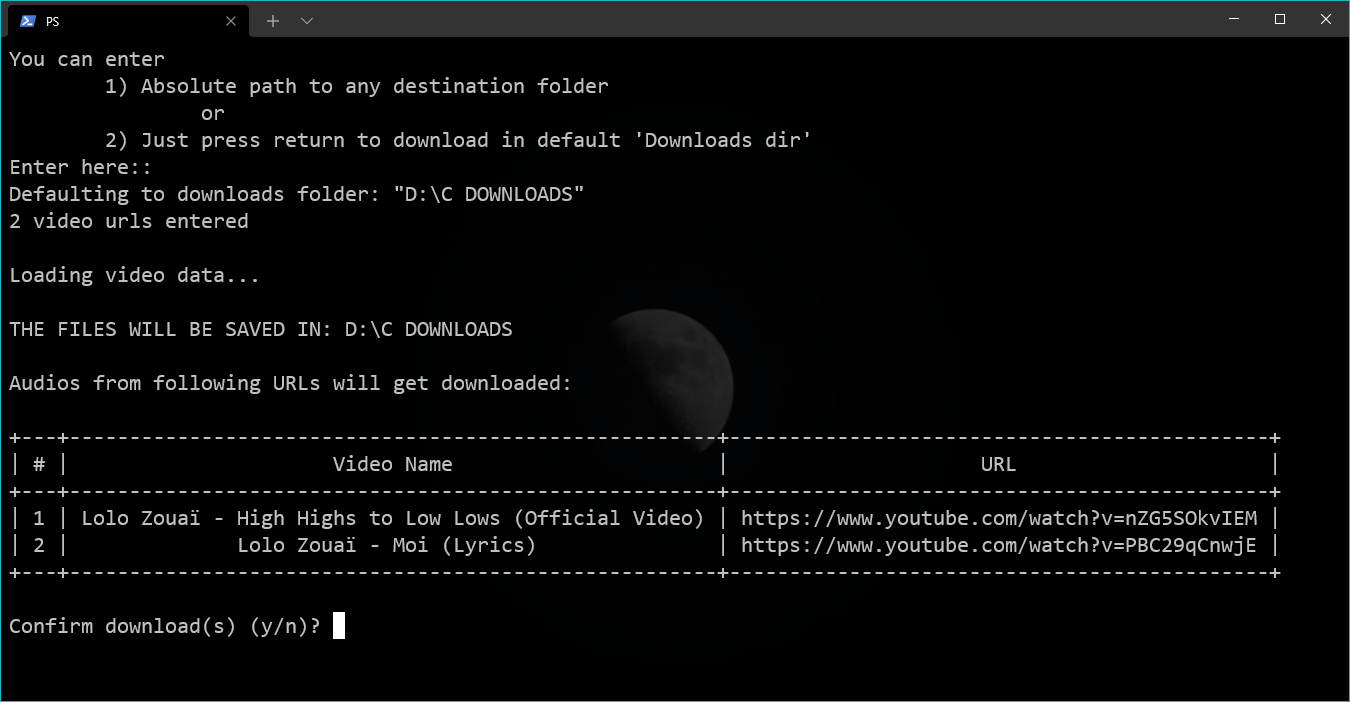 PS
You can enter
        1) Absolute path to any destination folder
                or
        2) Just press return to download in default 'Downloads dir'
Enter here::
Defaulting to downloads folder: "D:\C DOWNLOADS"
2 video urls entered
Loading video data...
THE FILES WILL BE SAVED IN: D:\C DOWNLOADS
Audios from following URLs will get downloaded:
+---+------------------------------------------------------+---------------------------------------------+
| # |                      Video Name                      |                     URL                     |
+---+------------------------------------------------------+---------------------------------------------+
| 1 | Lolo Zouaï - High Highs to Low Lows (Official Video) | https://www.youtube.com/watch?v=nZG5SOkvIEM |
| 2 |              Lolo Zouaï - Moi (Lyrics)               | https://www.youtube.com/watch?v=PBC29qCnwjE |
+---+------------------------------------------------------+---------------------------------------------+
Confirm download(s) (y/n)?